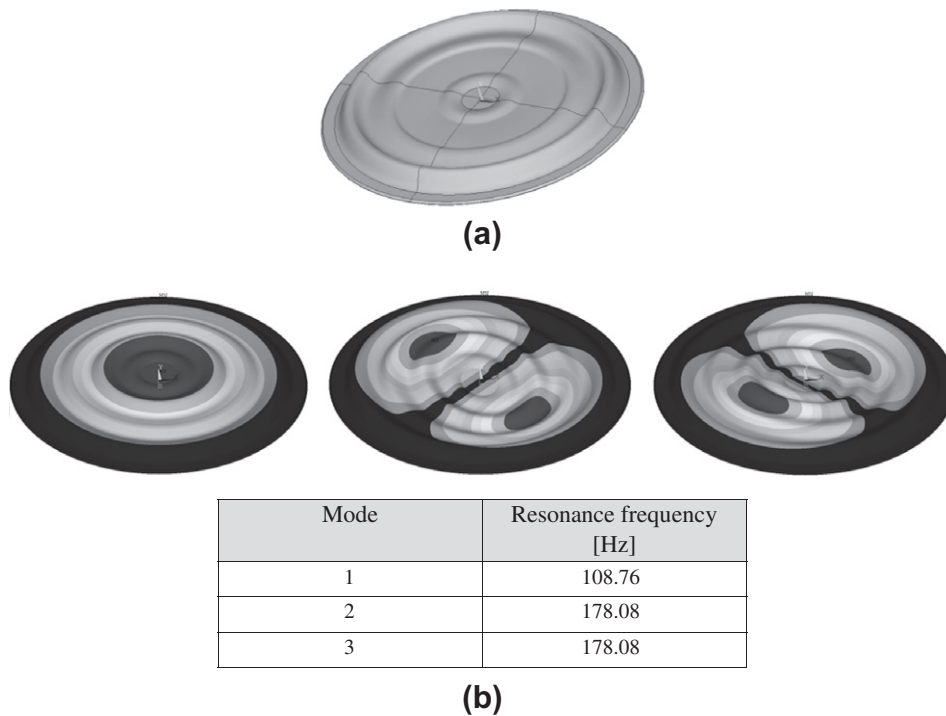 (a)
Mode Resonance frequency
[Hz]
1 108.76
2 178.08
3 178.08
(b)